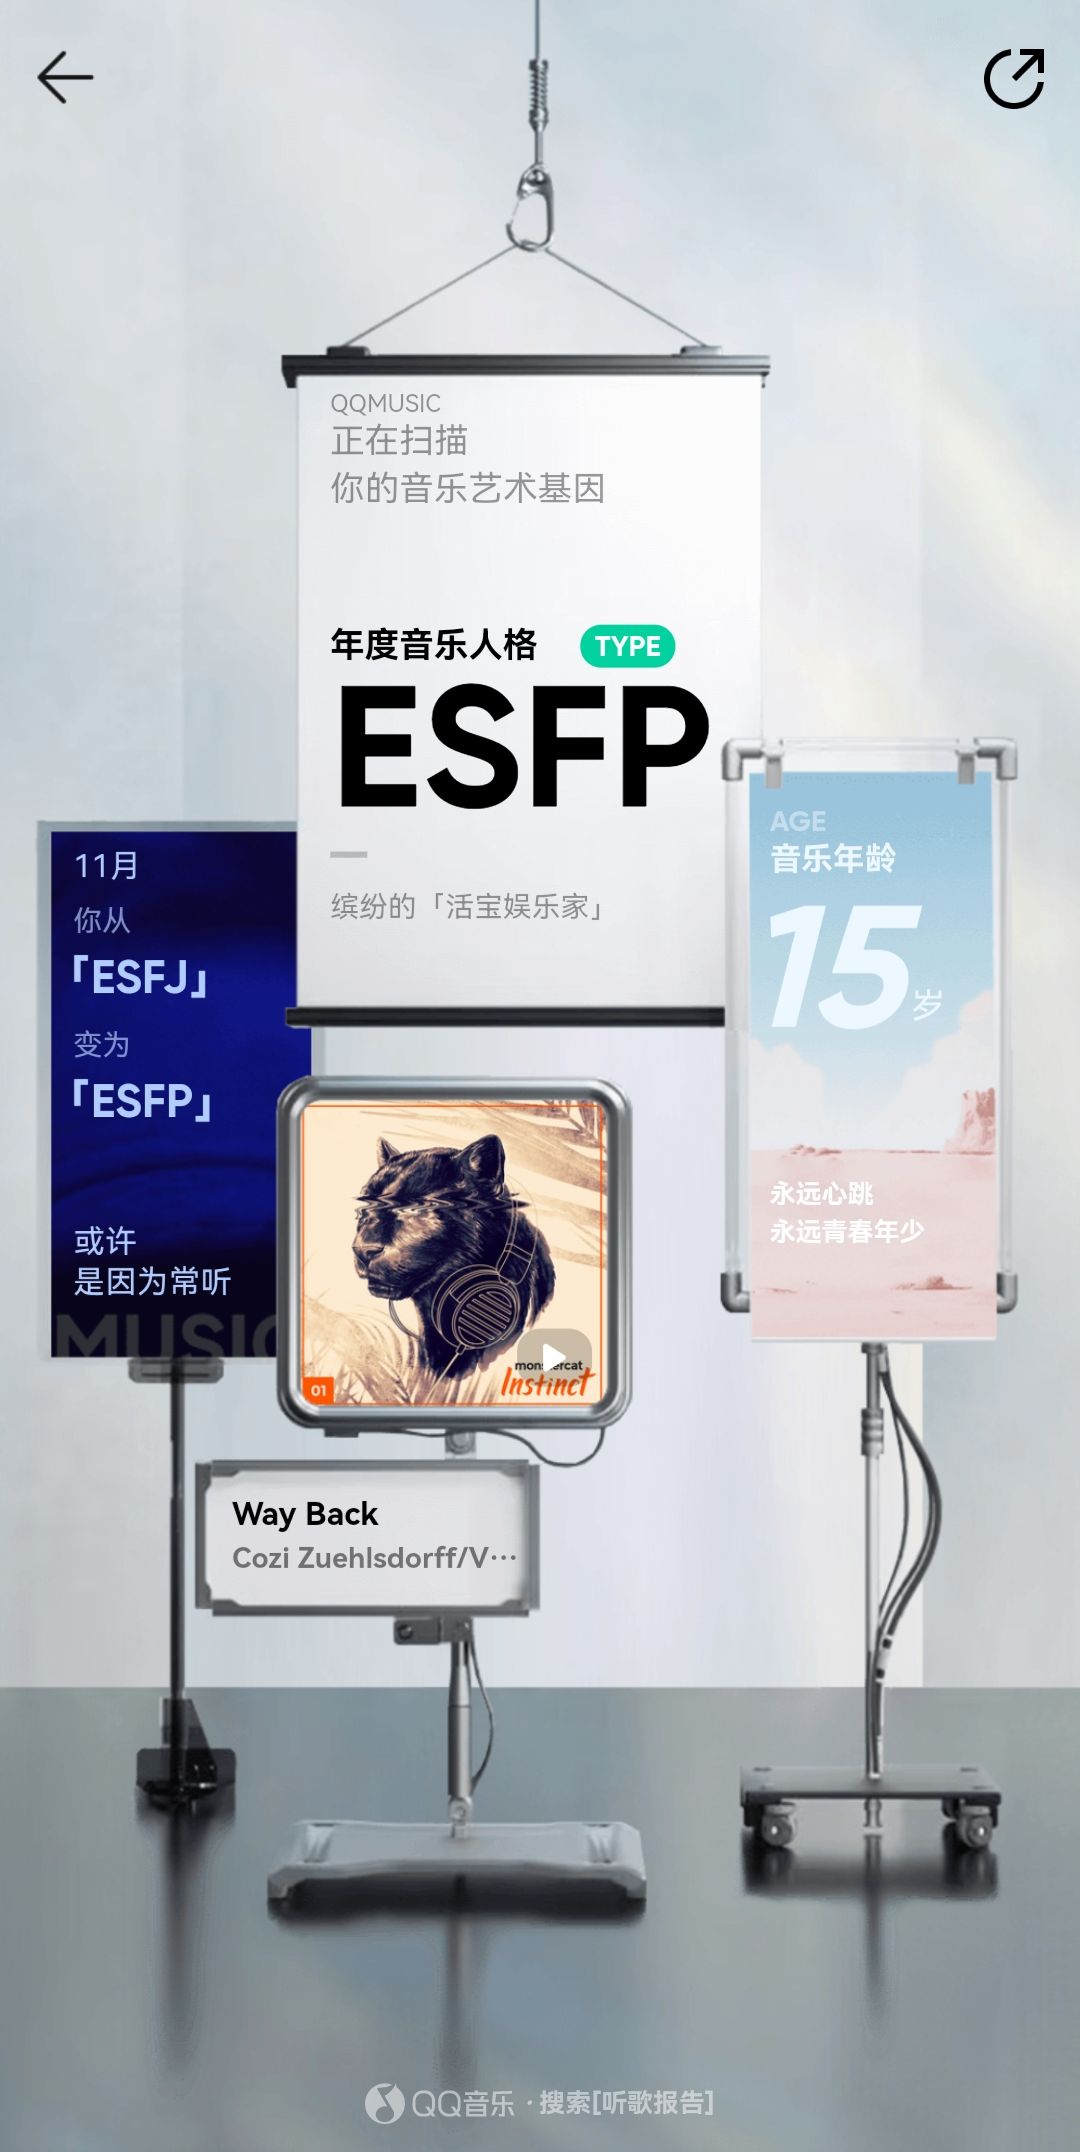 QQMUSIC
正在扫描
你的音乐艺术基因
年度音乐人格 TYPE
ESFP
缤纷的「活宝娱乐家」
11月
你从
「ESFJ」
变为
「ESFP」
或许
是因为常听
MUSIC
AGE
音乐年龄
15岁
永远心跳
永远青春年少
01
monstercat
Instinct
Way Back
Cozi Zuehlsdorff/V…
QQ音乐·搜索[听歌报告]